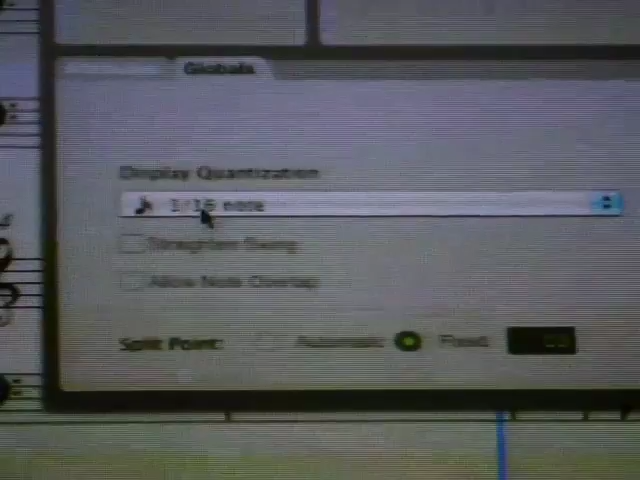 Globals
Display Quantization
1/16 note
Straighten Swing
Allow Note Overlap
Split Point: Automatic Fixed